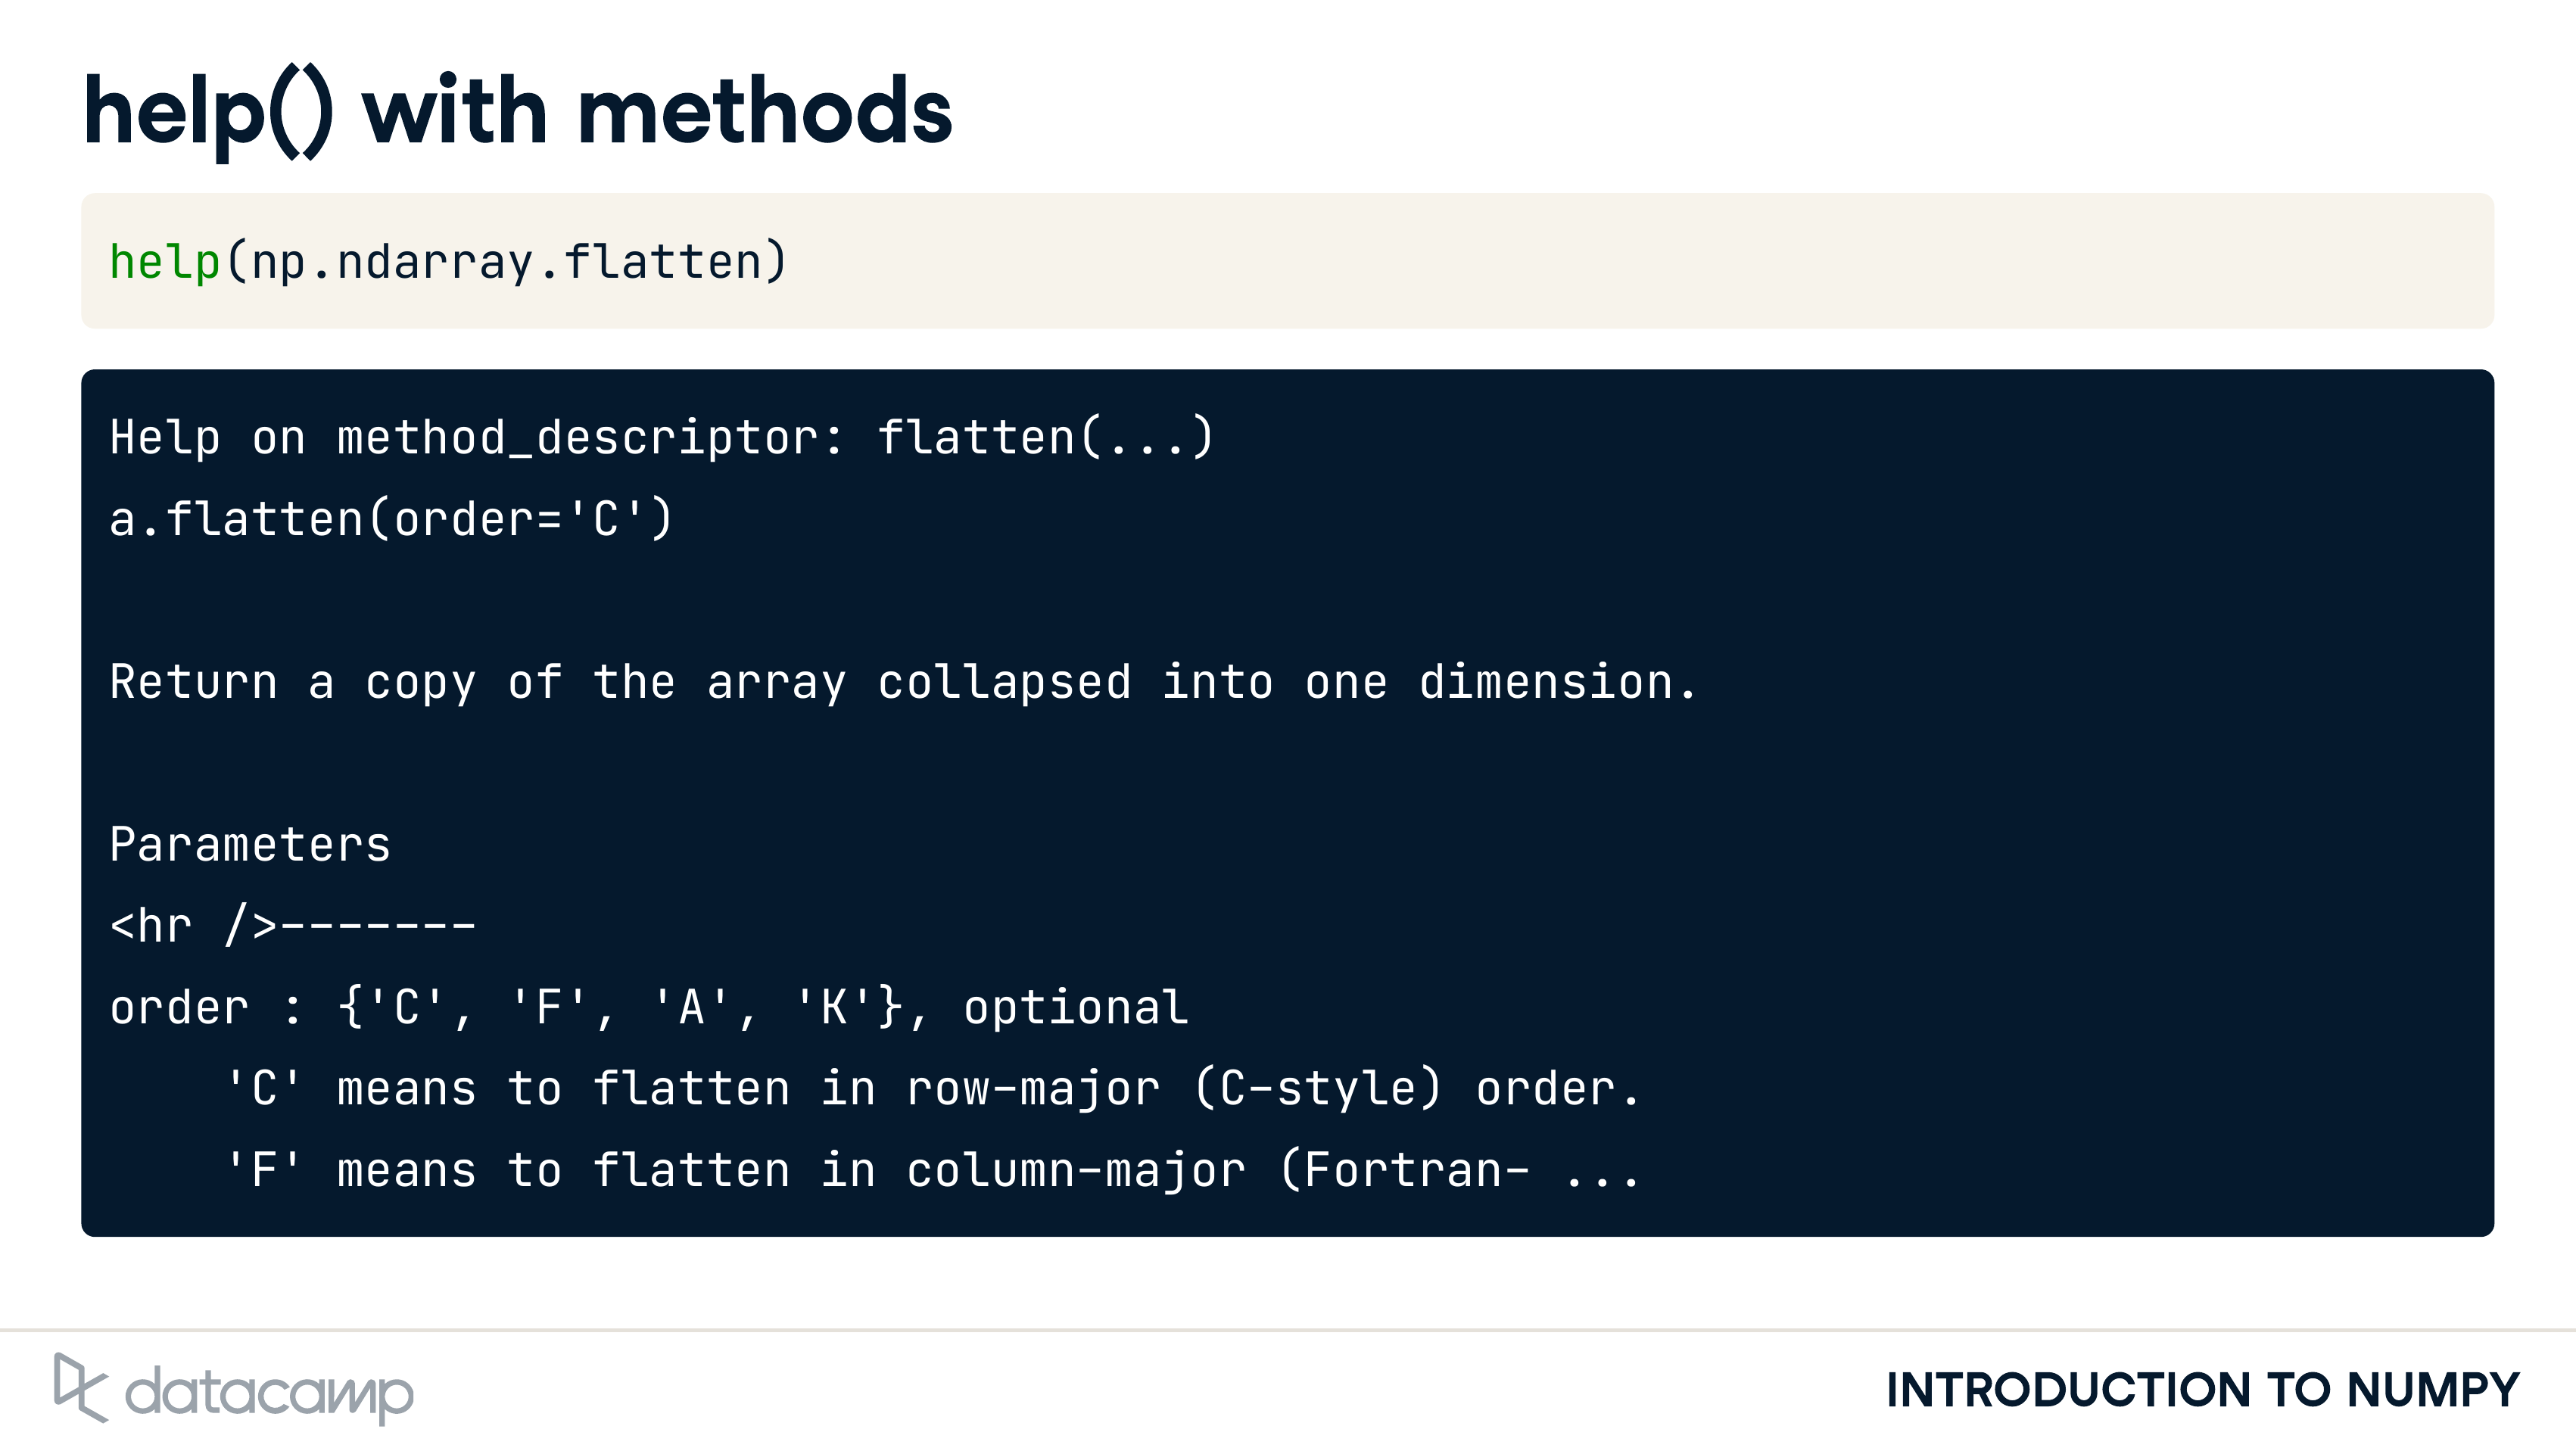 help() with methods
help(np.ndarray.flatten)
Help on method_descriptor: flatten(...)
a.flatten(order='C')
Return a copy of the array collapsed into one dimension.
Parameters
<hr />-------
order : {'C', 'F', 'A', 'K'}, optional
    'C' means to flatten in row-major (C-style) order.
    'F' means to flatten in column-major (Fortran- ...
datacamp
INTRODUCTION TO NUMPY